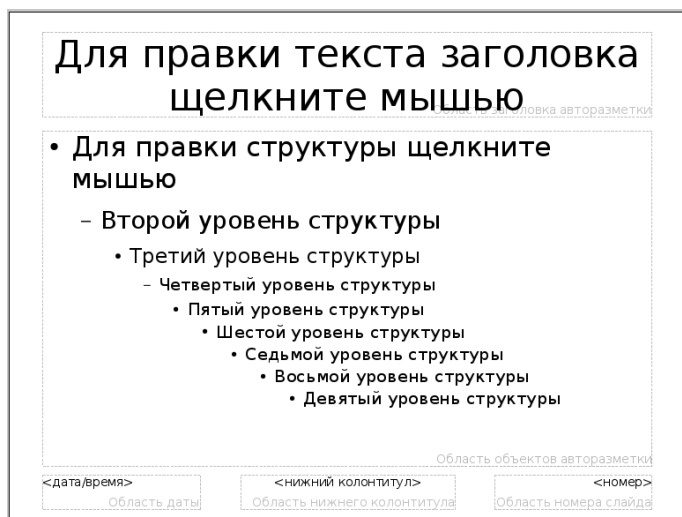 Для правки текста заголовка
щелкните мышью
Область заголовка авторазметки
• Для правки структуры щелкните
мышью
– Второй уровень структуры
• Третий уровень структуры
– Четвертый уровень структуры
• Пятый уровень структуры
• Шестой уровень структуры
• Седьмой уровень структуры
• Восьмой уровень структуры
• Девятый уровень структуры
Область объектов авторазметки
<дата/время> <нижний колонтитул> <номер>
Область даты Область нижнего колонтитула Область номера слайда